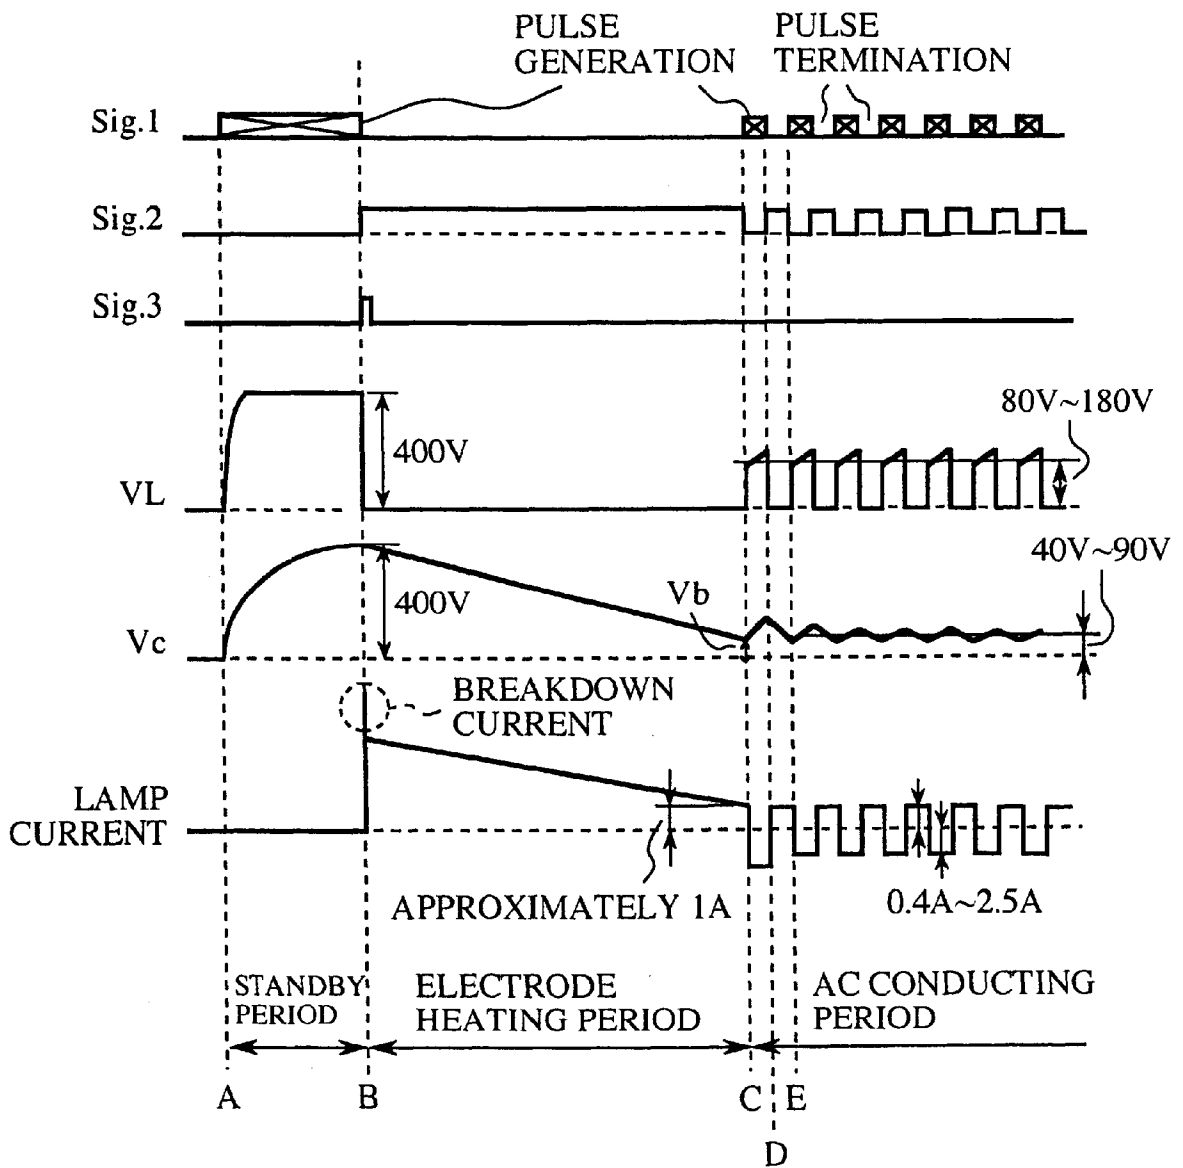 PULSE
GENERATION
PULSE
TERMINATION
Sig.1
Sig.2
Sig.3
80V~180V
400V
VL
40V~90V
Vb
400V
Vc
BREAKDOWN
CURRENT
LAMP
CURRENT
APPROXIMATELY 1A
0.4A~2.5A
STANDBY
PERIOD
ELECTRODE
HEATING PERIOD
AC CONDUCTING
PERIOD
A
B
C
E
D